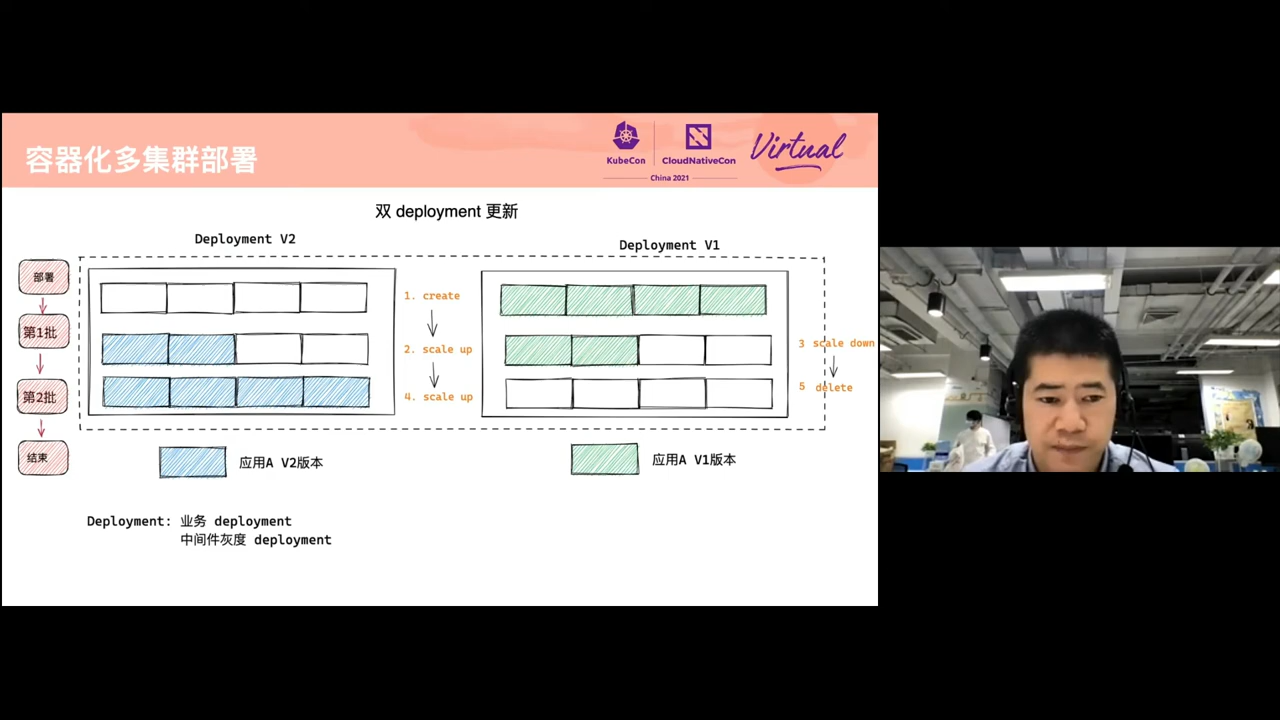 容器化多集群部署
KubeCon
CloudNativeCon
Virtual
China 2021
双 deployment 更新
Deployment V2
Deployment V1
部署
第1批
第2批
结束
1. create
2. scale up
4. scale up
3 scale down
5 delete
应用A V2版本
应用A V1版本
Deployment: 业务 deployment
中间件灰度 deployment